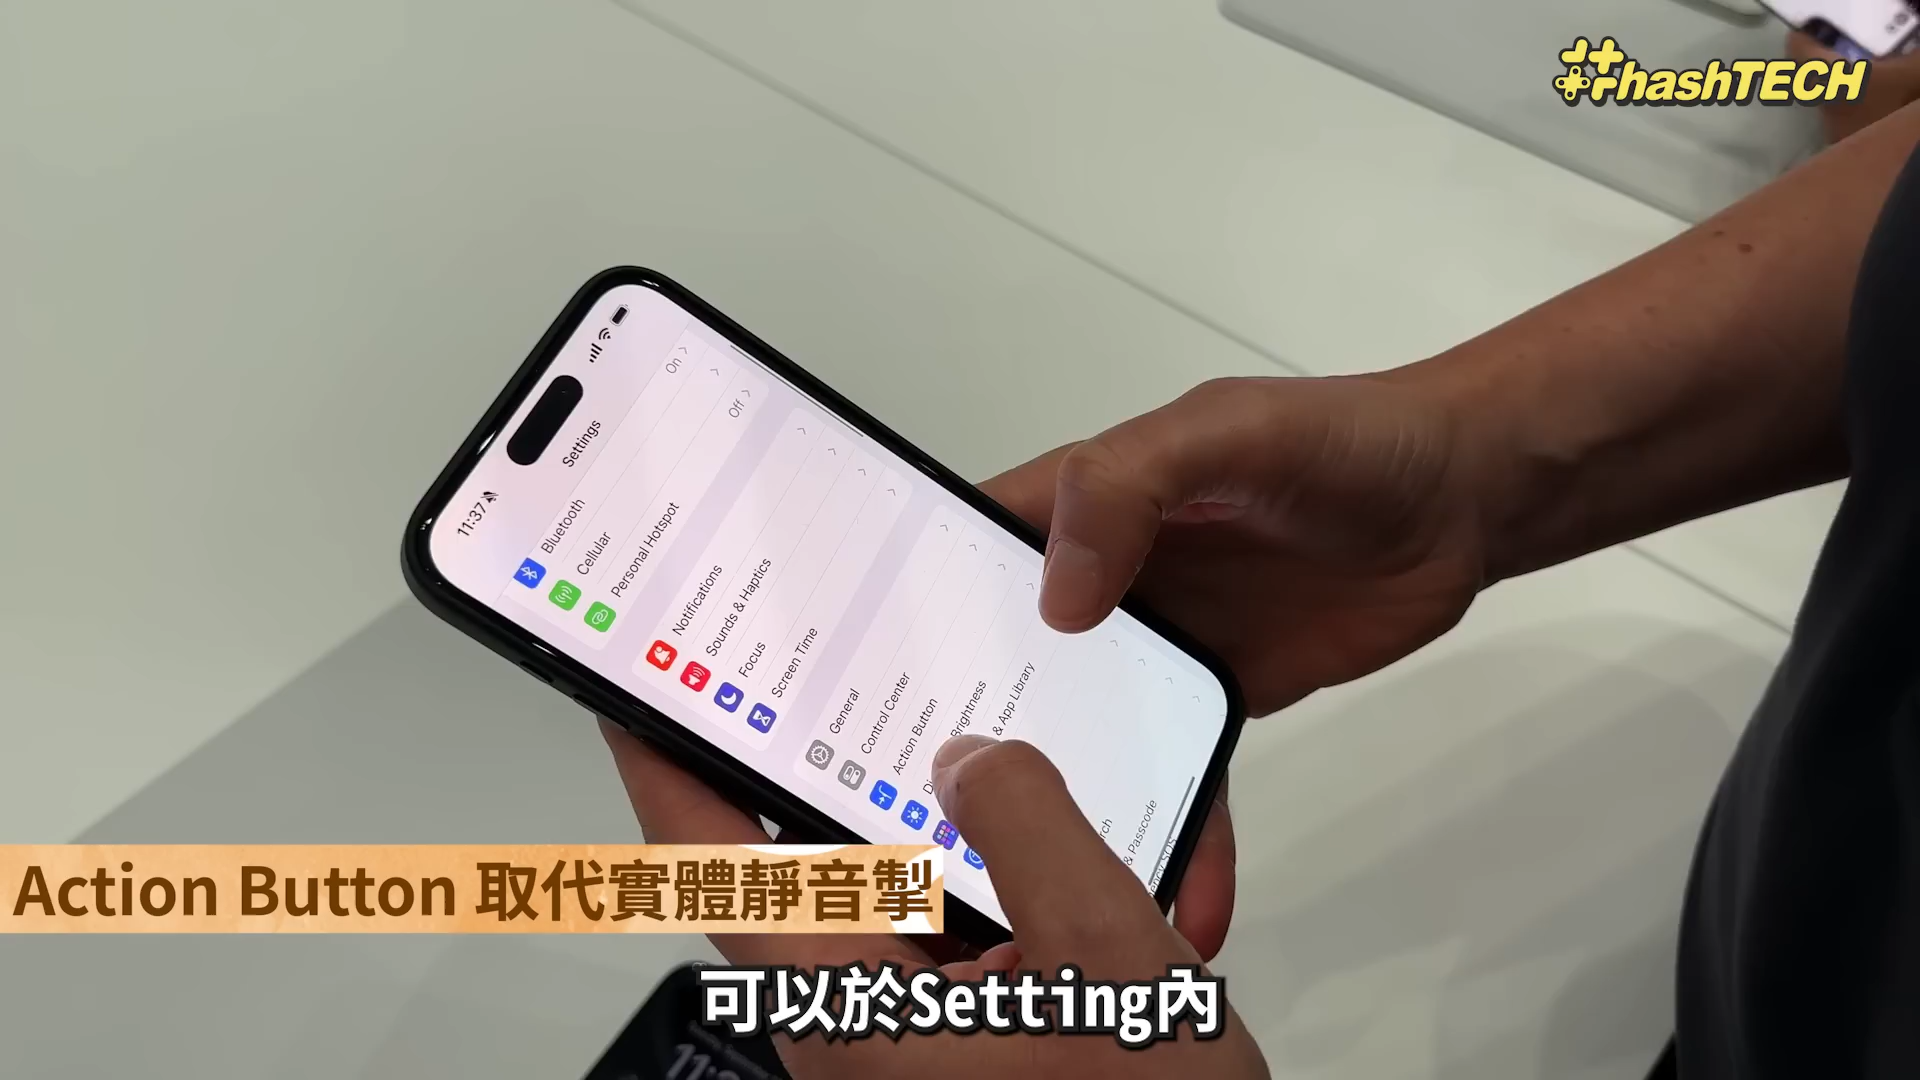 hashTECH
11:37
Settings
Bluetooth
On
Cellular
Personal Hotspot
Off
Notifications
Sounds & Haptics
Focus
Screen Time
General
Control Center
Action Button
Brightness
& App Library
& Passcode
Action Button 取代實體靜音掣
可以於Setting內